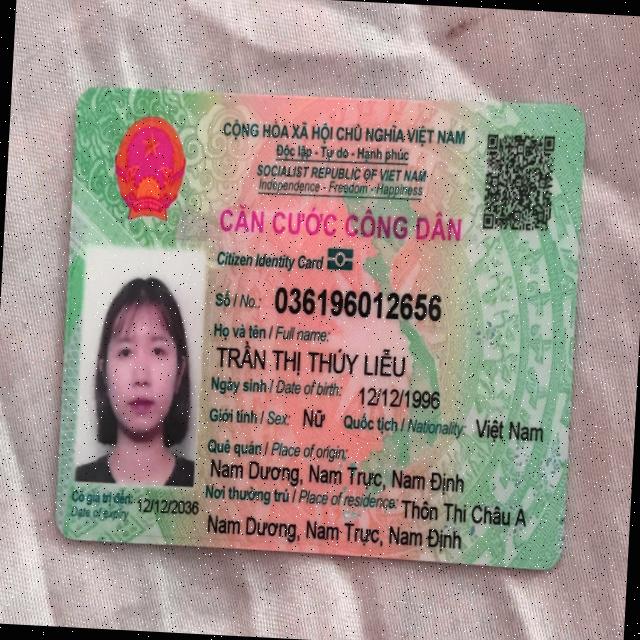 CỘNG HÒA XÃ HỘI CHỦ NGHĨA VIỆT NAM
Độc lập - Tự do - Hạnh phúc
SOCIALIST REPUBLIC OF VIET NAM
Independence - Freedom - Happiness
CĂN CƯỚC CÔNG DÂN
Citizen Identity Card
Số / No.: 036196012656
Họ và tên / Full name:
TRẦN THỊ THÚY LIỄU
Ngày sinh / Date of birth: 12/12/1996
Giới tính / Sex: Nữ Quốc tịch / Nationality: Việt Nam
Quê quán / Place of origin:
Nam Dương, Nam Trực, Nam Định
Nơi thường trú / Place of residence: Thôn Thi Châu A
Nam Dương, Nam Trực, Nam Định
Có giá trị đến: 12/12/2036
Date of expiry